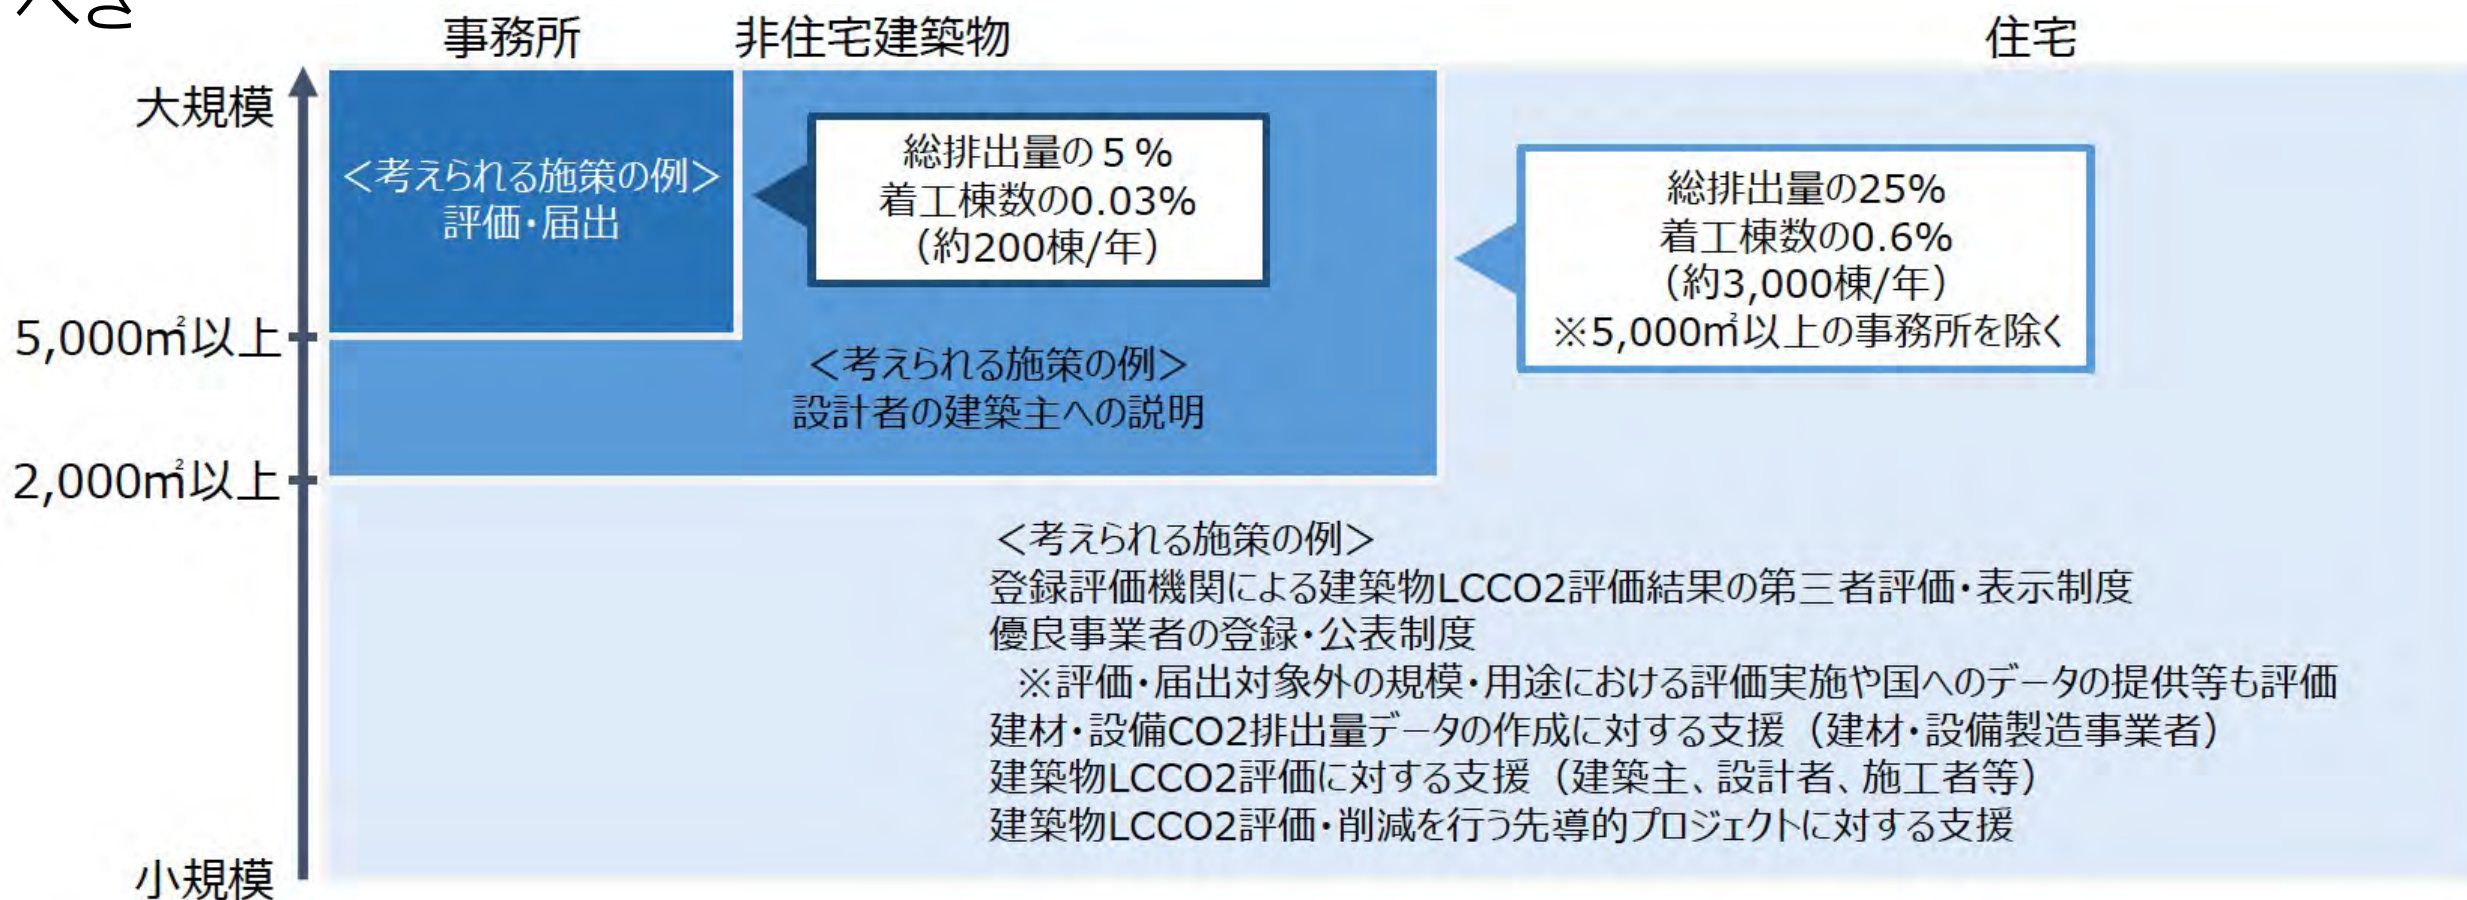 べき
事務所
非住宅建築物
住宅
大規模
＜考えられる施策の例＞
評価・届出
総排出量の５%
着工棟数の0.03%
（約200棟/年）
総排出量の25%
着工棟数の0.6%
（約3,000棟/年）
※5,000㎡以上の事務所を除く
5,000㎡以上
＜考えられる施策の例＞
設計者の建築主への説明
2,000㎡以上
＜考えられる施策の例＞
登録評価機関による建築物LCCO2評価結果の第三者評価・表示制度
優良事業者の登録・公表制度
※評価・届出対象外の規模・用途における評価実施や国へのデータの提供等も評価
建材・設備CO2排出量データの作成に対する支援（建材・設備製造事業者）
建築物LCCO2評価に対する支援（建築主、設計者、施工者等）
建築物LCCO2評価・削減を行う先導的プロジェクトに対する支援
小規模